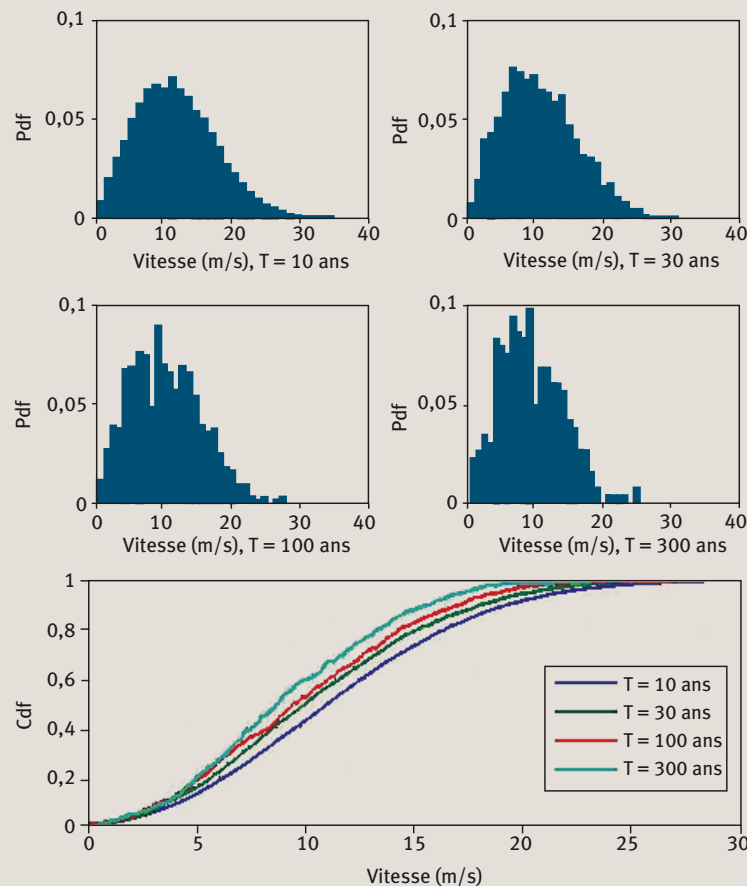 0,1
0,1
Pdf
0,05
Pdf
0,05
0
0
0 10 20 30 40
0 10 20 30 40
Vitesse (m/s), T = 10 ans
Vitesse (m/s), T = 30 ans
0,1
0,1
Pdf
0,05
Pdf
0,05
0
0
0 10 20 30 40
0 10 20 30 40
Vitesse (m/s), T = 100 ans
Vitesse (m/s), T = 300 ans
1
0,8
0,6
Cdf
0,4
0,2
0
T = 10 ans
T = 30 ans
T = 100 ans
T = 300 ans
0 5 10 15 20 25 30
Vitesse (m/s)